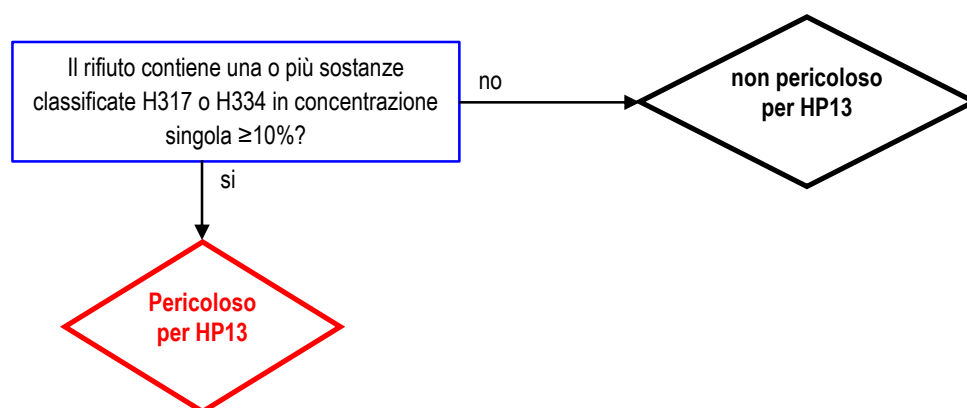 Il rifiuto contiene una o più sostanze
classificate H317 o H334 in concentrazione
singola ≥10%?
no
non pericoloso
per HP13
si
Pericoloso
per HP13